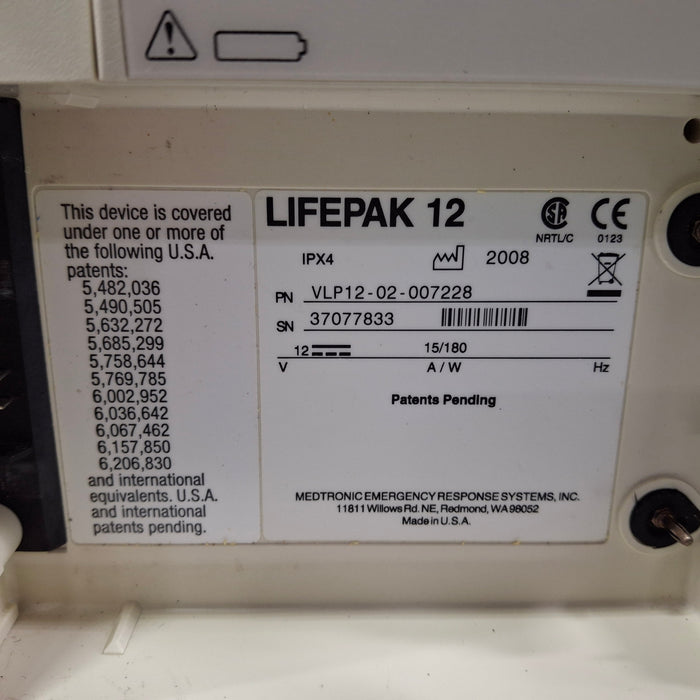 This device is covered
under one or more of
the following U.S.A.
patents:
5,482,036
5,490,505
5,632,272
5,685,299
5,758,644
5,769,785
6,002,952
6,036,642
6,067,462
6,157,850
6,206,830
and international
equivalents. U.S.A.
and international
patents pending.
LIFEPAK 12
SA
NRTL/C
CE
0123
IPX4
2008
PN VLP12-02-007228
SN 37077833
12 15/180
V A / W Hz
Patents Pending
MEDTRONIC EMERGENCY RESPONSE SYSTEMS, INC.
11811 Willows Rd. NE, Redmond, WA 98052
Made in U.S.A.